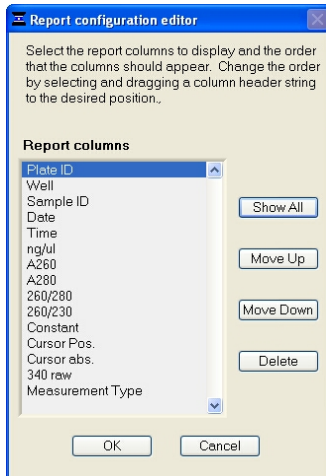 Report configuration editor
Select the report columns to display and the order
that the columns should appear. Change the order
by selecting and dragging a column header string
to the desired position.,
Report columns
Plate ID
Well
Sample ID
Date
Time
ng/ul
A260
A280
260/280
260/230
Constant
Cursor Pos.
Cursor abs.
340 raw
Measurement Type
Show All
Move Up
Move Down
Delete
OK
Cancel